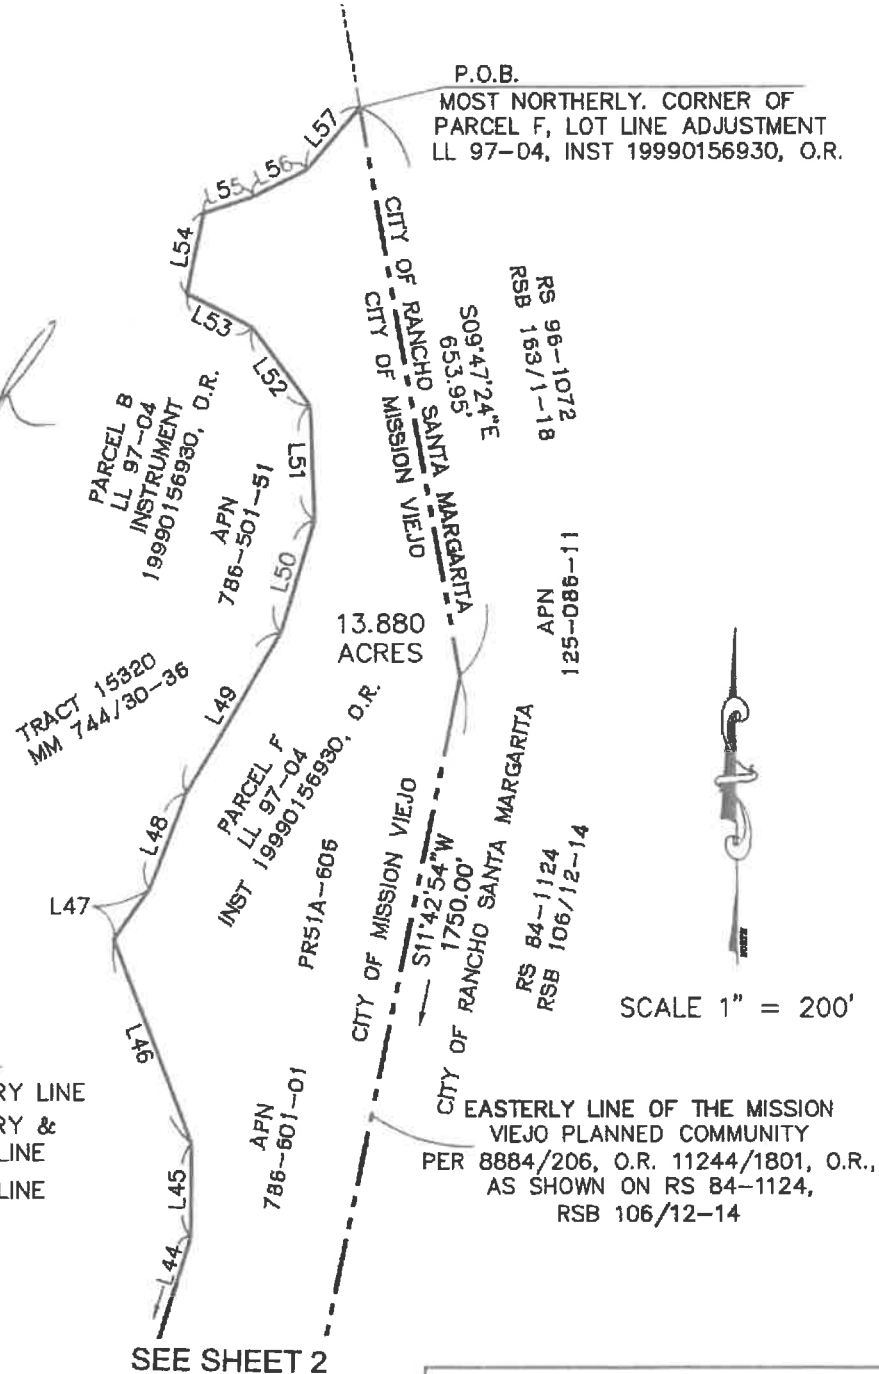 P.O.B.
MOST NORTHERLY. CORNER OF
PARCEL F, LOT LINE ADJUSTMENT
LL 97-04, INST 19990156930, O.R.
L57
L56
L55
L54
L53
L52
L51
L50
L49
L48
L47
L46
L45
L44
CITY OF RANCHO SANTA MARGARITA
CITY OF MISSION VIEJO
S09°47'24"E
653.95'
RS 96-1072
RSB 163/1-18
PARCEL B
LL 97-04
INSTRUMENT
19990156930, O.R.
APN
786-501-51
TRACT 15320
MM 744/30-36
13.880
ACRES
APN
125-086-11
PARCEL F
LL 97-04
INST 19990156930, O.R.
PR51A-606
CITY OF MISSION VIEJO
S11°42'54"W
1750.00'
CITY OF RANCHO SANTA MARGARITA
RS 84-1124
RSB 106/12-14
NORTH
SCALE 1" = 200'
RY LINE
RY &
LINE
LINE
APN
786-601-01
EASTERLY LINE OF THE MISSION
VIEJO PLANNED COMMUNITY
PER 8884/206, O.R. 11244/1801, O.R.,
AS SHOWN ON RS 84-1124,
RSB 106/12-14
SEE SHEET 2